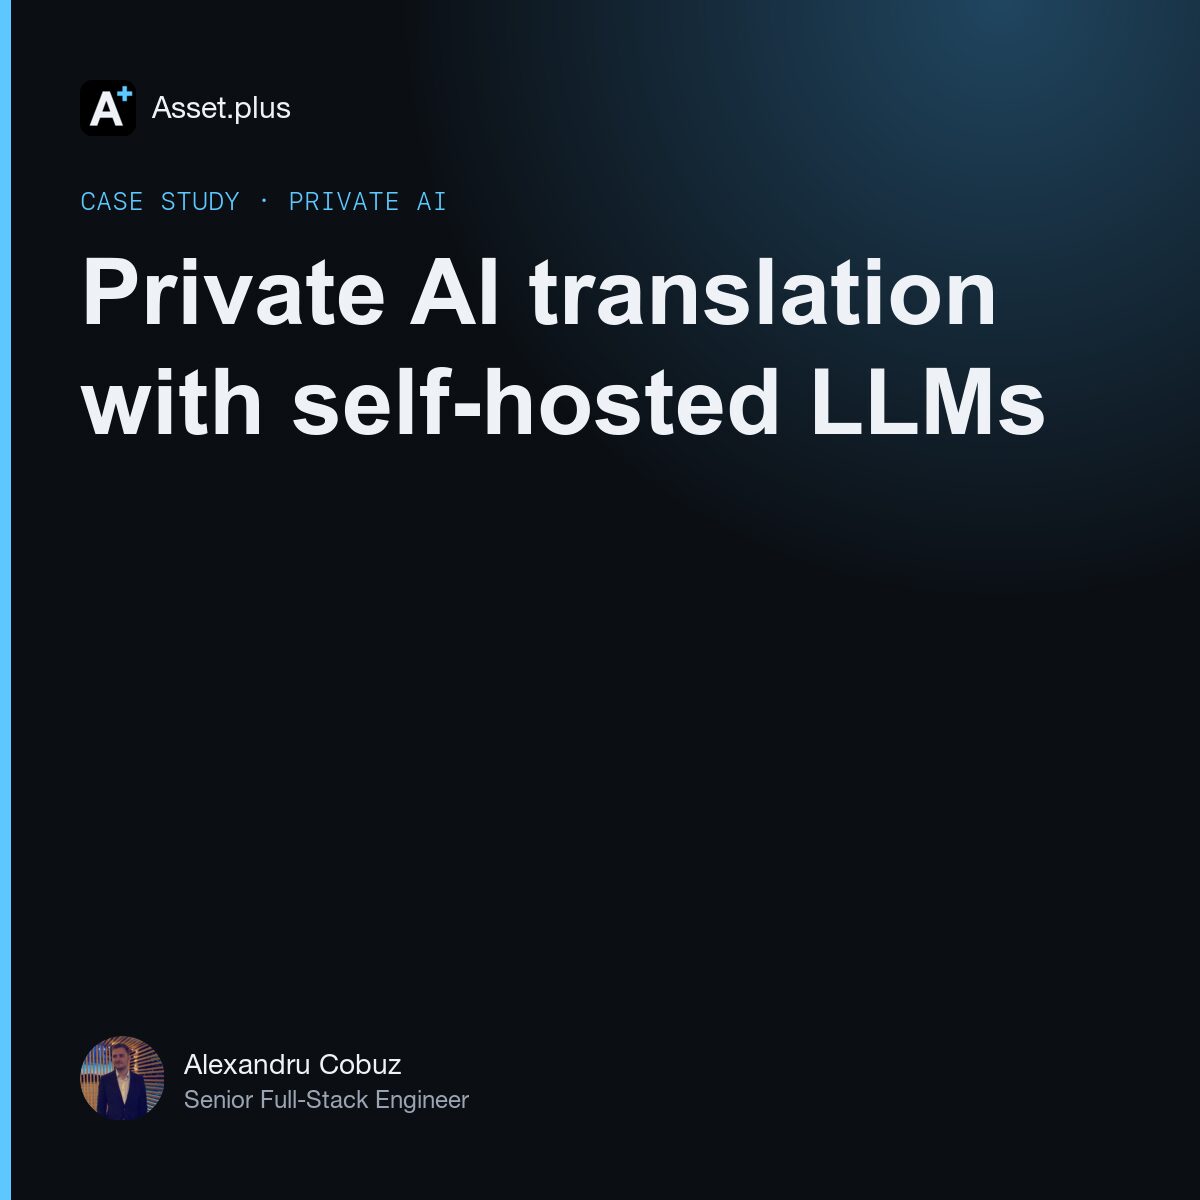 A+ Asset.plus
CASE STUDY · PRIVATE AI
Private AI translation
with self-hosted LLMs
Alexandru Cobuz
Senior Full-Stack Engineer